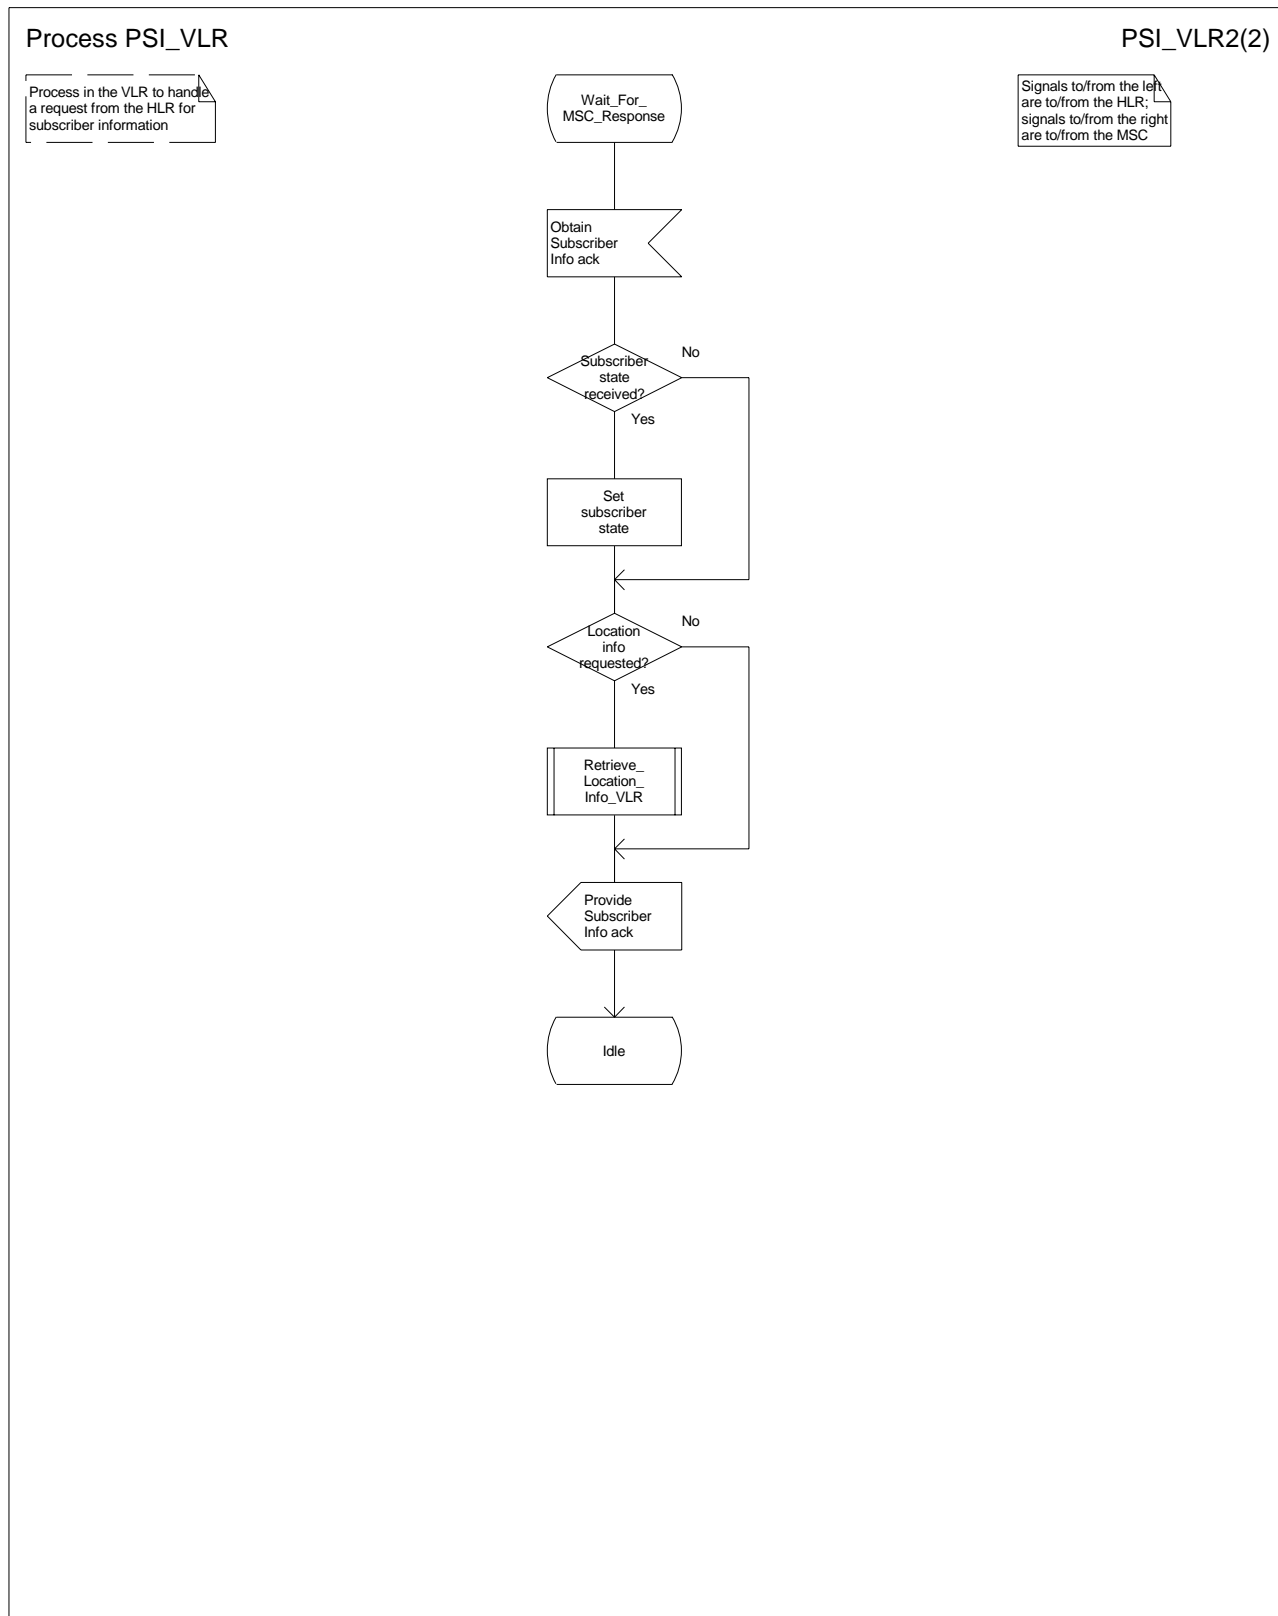 Process PSI_VLR
PSI_VLR2(2)
Process in the VLR to handle
a request from the HLR for
subscriber information
Signals to/from the left
are to/from the HLR;
signals to/from the right
are to/from the MSC
Wait_For_
MSC_Response
Obtain
Subscriber
Info ack
Subscriber
state
received?
No
Yes
Set
subscriber
state
Location
info
requested?
No
Yes
Retrieve_
Location_
Info_VLR
Provide
Subscriber
Info ack
Idle